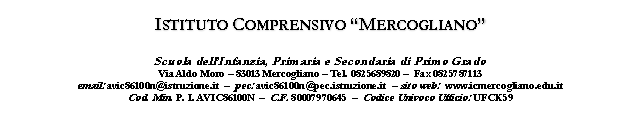 ISTITUTO COMPRENSIVO “MERCOGLIANO”
Scuola dell'Infanzia, Primaria e Secondaria di Primo Grado
Via Aldo Moro – 83013 Mercogliano – Tel. 0825689820 – Fax 0825787113
email: avic86100n@istruzione.it – pec: avic86100n@pec.istruzione.it – sito web: www.icmercogliano.edu.it
Cod. Min. P. I. AVIC86100N – C.F. 80007970645 – Codice Univoco Ufficio: UFCK59